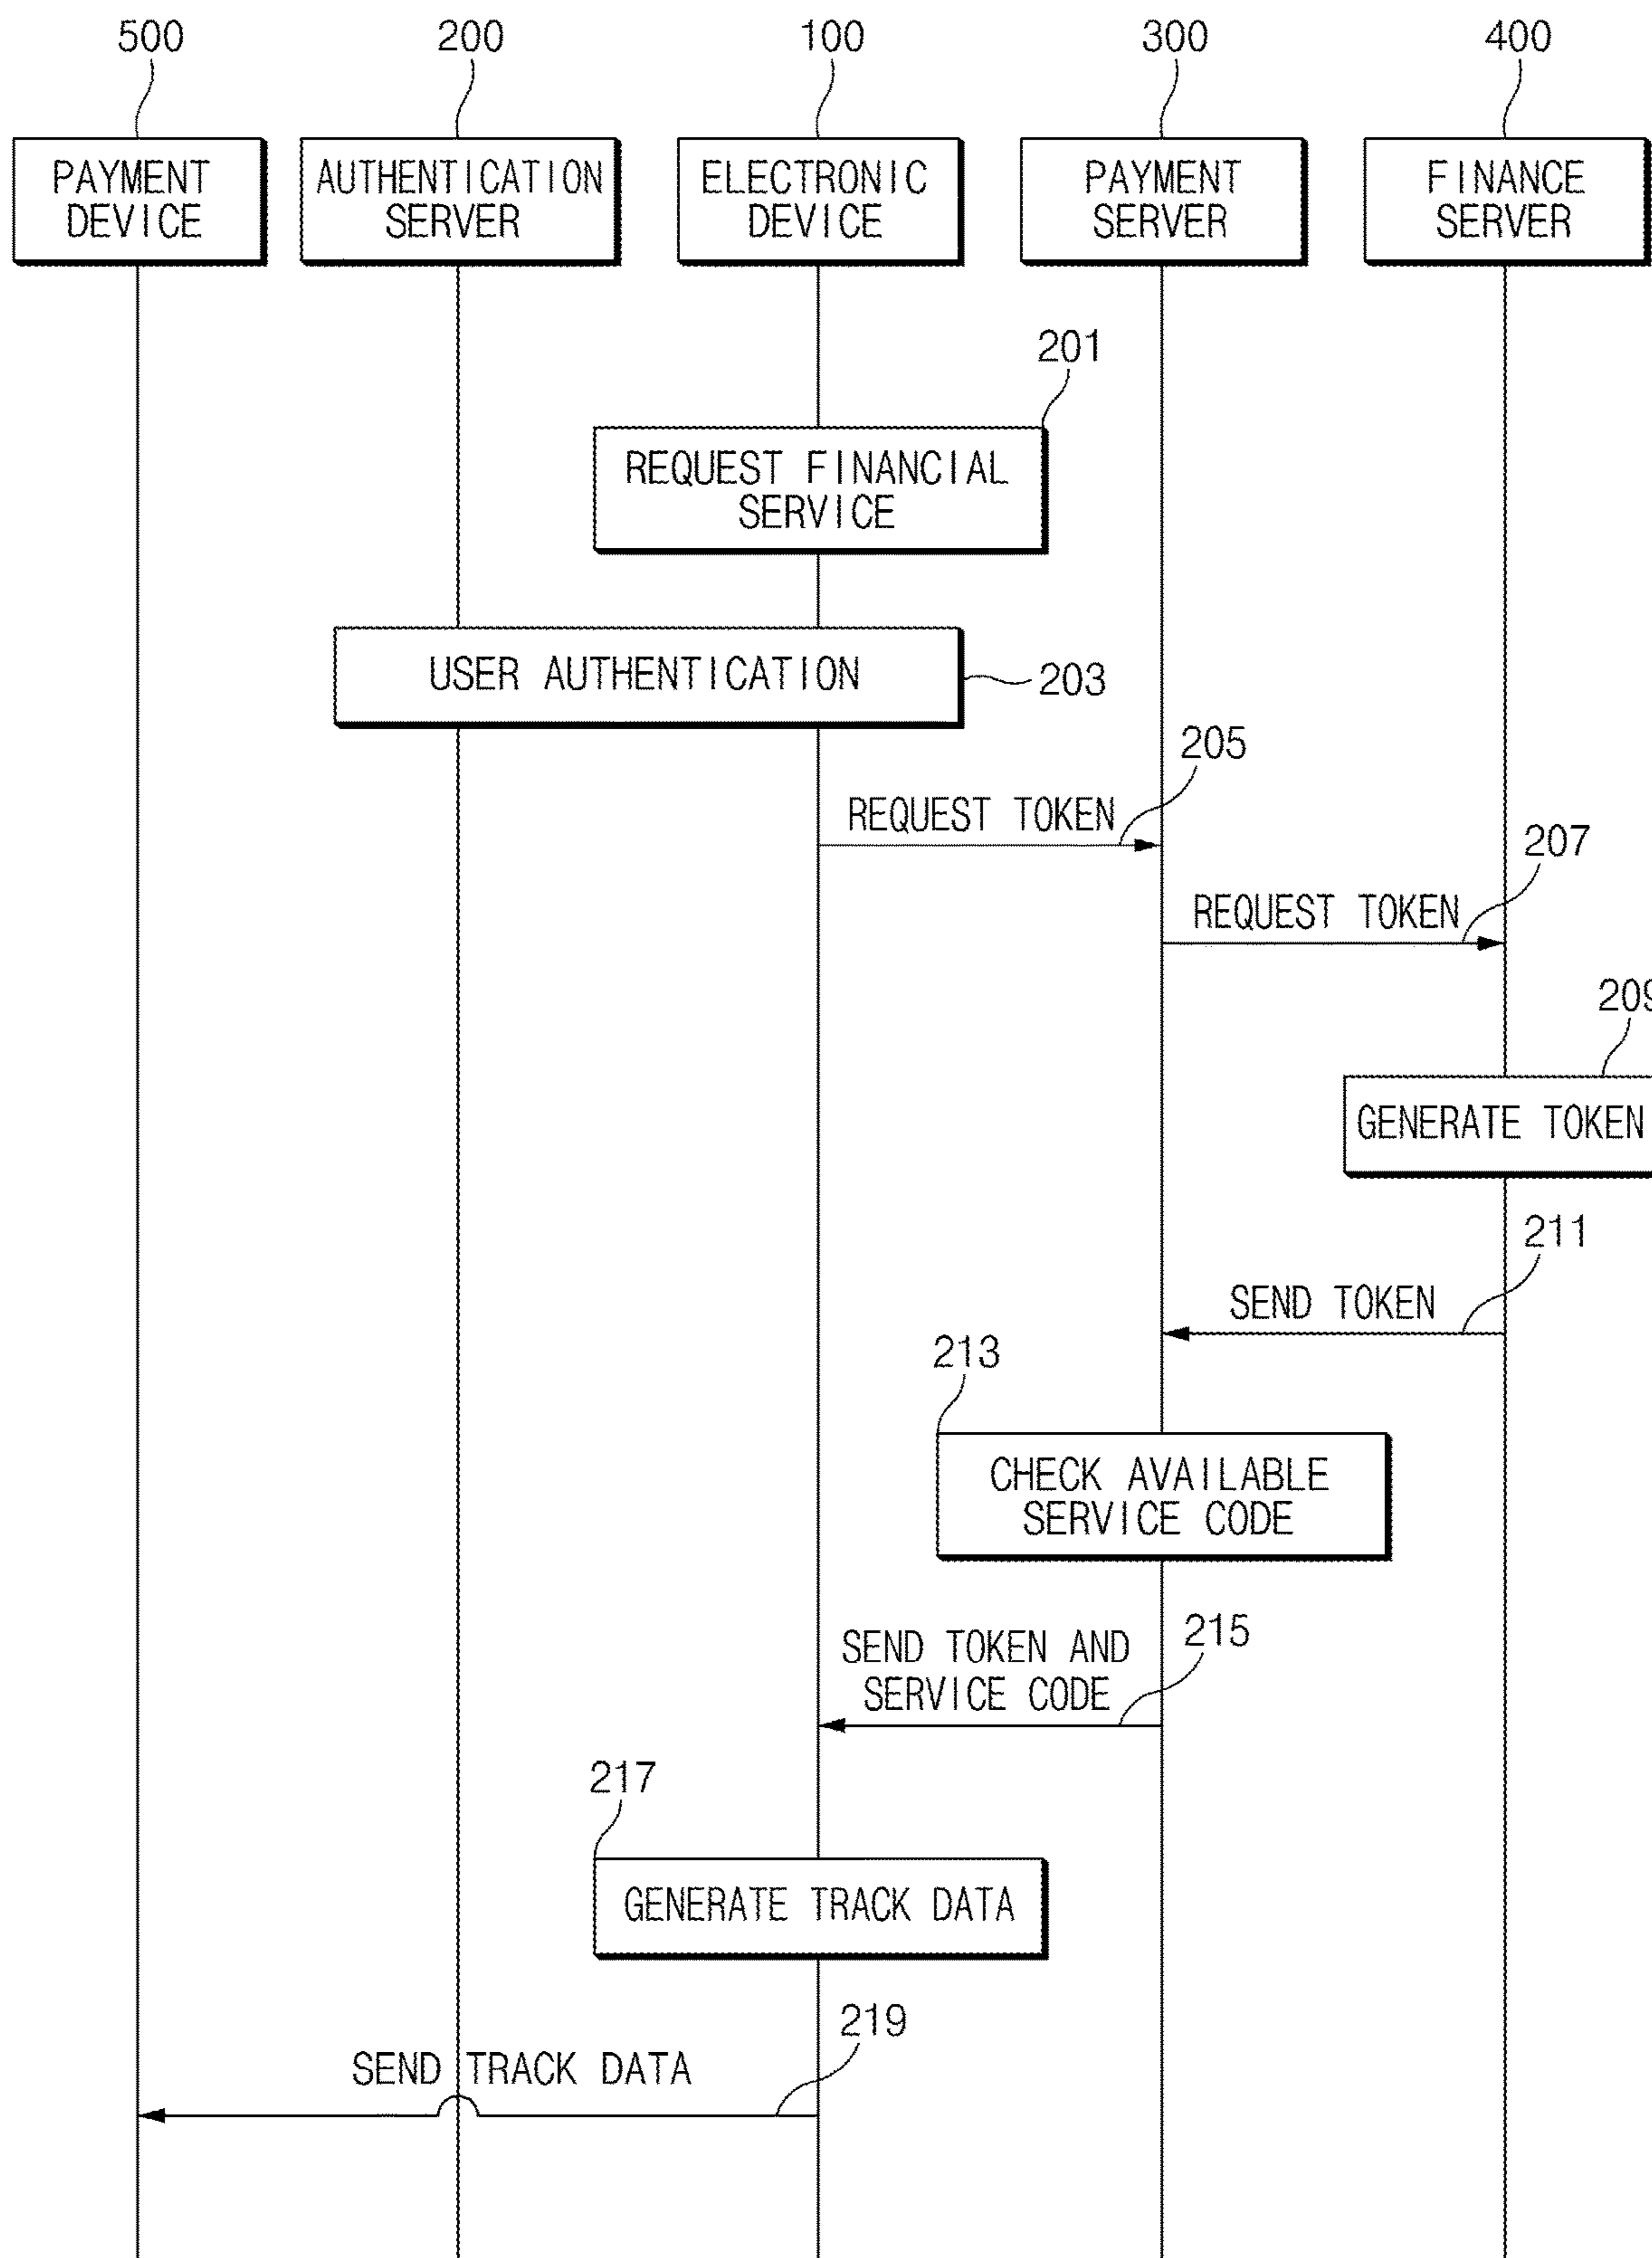 500
200
100
300
400
PAYMENT
DEVICE
AUTHENTICATION
SERVER
ELECTRONIC
DEVICE
PAYMENT
SERVER
FINANCE
SERVER
201
REQUEST FINANCIAL
SERVICE
USER AUTHENTICATION
203
205
REQUEST TOKEN
207
REQUEST TOKEN
209
GENERATE TOKEN
211
SEND TOKEN
213
CHECK AVAILABLE
SERVICE CODE
215
SEND TOKEN AND
SERVICE CODE
217
GENERATE TRACK DATA
219
SEND TRACK DATA